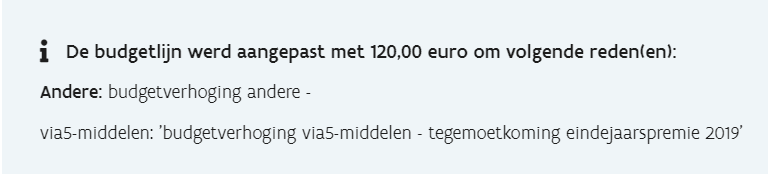 De budgetlijn werd aangepast met 120,00 euro om volgende reden(en):
Andere: budgetverhoging andere -
via5-middelen: 'budgetverhoging via5-middelen - tegemoetkoming eindejaarspremie 2019'